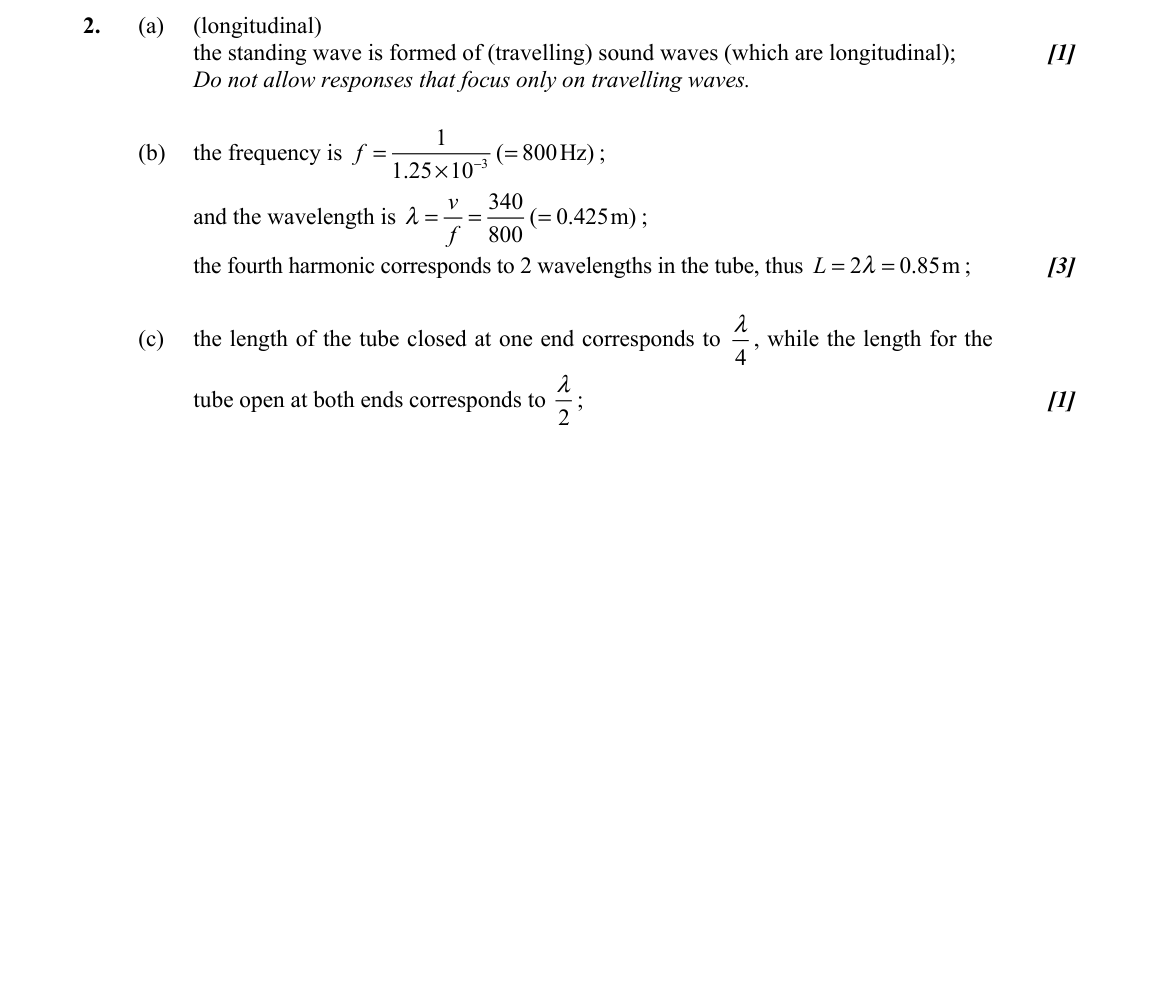 2. (a) (longitudinal)
the standing wave is formed of (travelling) sound waves (which are longitudinal); [1]
Do not allow responses that focus only on travelling waves.
(b) the frequency is f = 1/(1.25×10⁻³) (= 800 Hz) ;
and the wavelength is λ = v/f = 340/800 (= 0.425 m) ;
the fourth harmonic corresponds to 2 wavelengths in the tube, thus L = 2λ = 0.85 m ; [3]
(c) the length of the tube closed at one end corresponds to λ/4 , while the length for the
tube open at both ends corresponds to λ/2 ; [1]